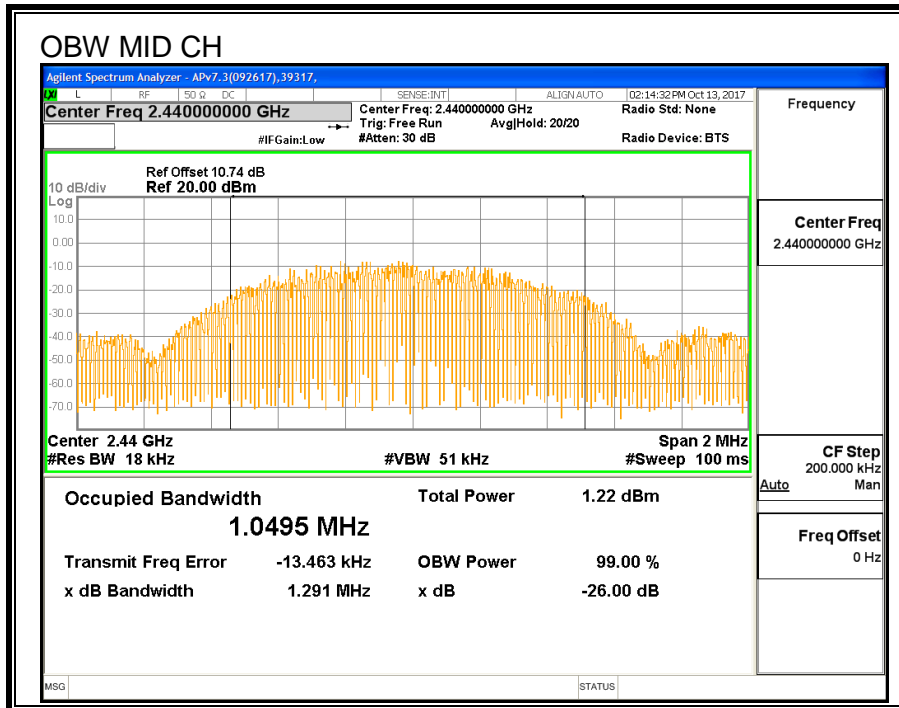 OBW MID CH
Agilent Spectrum Analyzer - APv7.3(092617),39317,
LXI L RF 50 Ω DC SENSE:INT ALIGN AUTO 02:14:32 PM Oct 13, 2017
Center Freq 2.440000000 GHz
Center Freq: 2.440000000 GHz
Radio Std: None
Trig: Free Run Avg|Hold: 20/20
#IFGain:Low
#Atten: 30 dB
Radio Device: BTS
Ref Offset 10.74 dB
10 dB/div Ref 20.00 dBm
Log
10.0
0.00
-10.0
-20.0
-30.0
-40.0
-50.0
-60.0
-70.0
Center 2.44 GHz Span 2 MHz
#Res BW 18 kHz #VBW 51 kHz #Sweep 100 ms
Occupied Bandwidth Total Power 1.22 dBm
1.0495 MHz
Transmit Freq Error -13.463 kHz OBW Power 99.00 %
x dB Bandwidth 1.291 MHz x dB -26.00 dB
MSG STATUS
Frequency
Center Freq
2.440000000 GHz
CF Step
200.000 kHz
Auto Man
Freq Offset
0 Hz